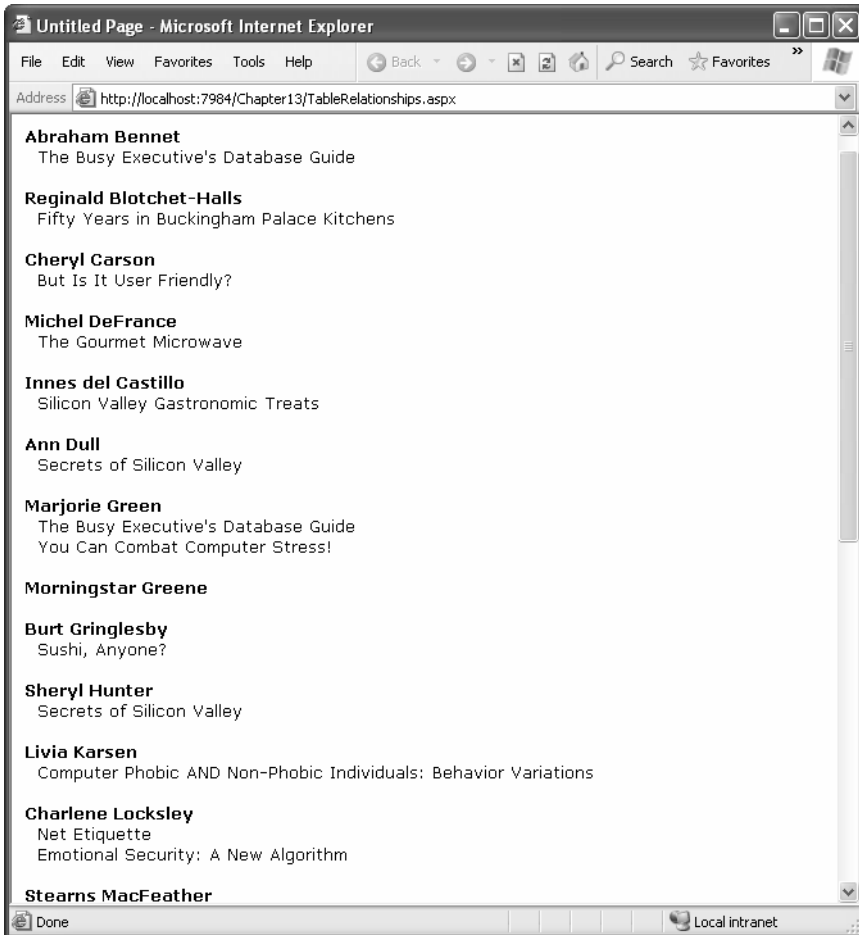 Untitled Page - Microsoft Internet Explorer
File Edit View Favorites Tools Help Back Search Favorites »
Address http://localhost:7984/Chapter13/TableRelationships.aspx
Abraham Bennet
The Busy Executive's Database Guide
Reginald Blotchet-Halls
Fifty Years in Buckingham Palace Kitchens
Cheryl Carson
But Is It User Friendly?
Michel DeFrance
The Gourmet Microwave
Innes del Castillo
Silicon Valley Gastronomic Treats
Ann Dull
Secrets of Silicon Valley
Marjorie Green
The Busy Executive's Database Guide
You Can Combat Computer Stress!
Morningstar Greene
Burt Gringlesby
Sushi, Anyone?
Sheryl Hunter
Secrets of Silicon Valley
Livia Karsen
Computer Phobic AND Non-Phobic Individuals: Behavior Variations
Charlene Locksley
Net Etiquette
Emotional Security: A New Algorithm
Stearns MacFeather
Done Local intranet